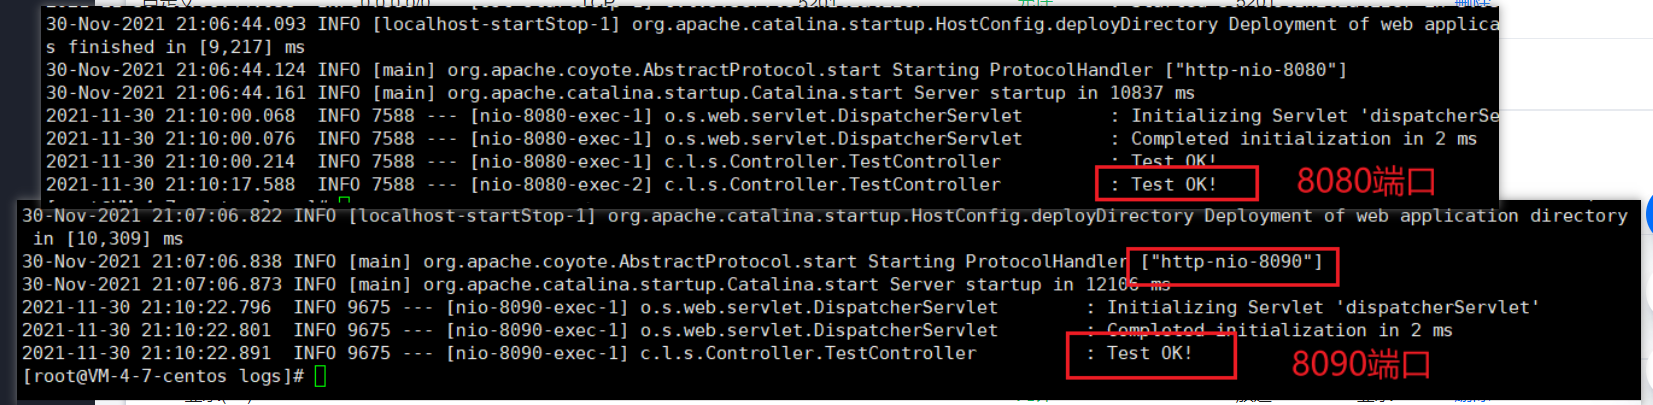 30-Nov-2021 21:06:44.093 INFO [localhost-startStop-1] org.apache.catalina.startup.HostConfig.deployDirectory Deployment of web applica
s finished in [9,217] ms
30-Nov-2021 21:06:44.124 INFO [main] org.apache.coyote.AbstractProtocol.start Starting ProtocolHandler ["http-nio-8080"]
30-Nov-2021 21:06:44.161 INFO [main] org.apache.catalina.startup.Catalina.start Server startup in 10837 ms
2021-11-30 21:10:00.068  INFO 7588 --- [nio-8080-exec-1] o.s.web.servlet.DispatcherServlet        : Initializing Servlet 'dispatcherSe
2021-11-30 21:10:00.076  INFO 7588 --- [nio-8080-exec-1] o.s.web.servlet.DispatcherServlet        : Completed initialization in 2 ms
2021-11-30 21:10:00.214  INFO 7588 --- [nio-8080-exec-1] c.l.s.Controller.TestController          : Test OK!
2021-11-30 21:10:17.588  INFO 7588 --- [nio-8080-exec-2] c.l.s.Controller.TestController          : Test OK!
8080端口
30-Nov-2021 21:07:06.822 INFO [localhost-startStop-1] org.apache.catalina.startup.HostConfig.deployDirectory Deployment of web application directory
in [10,309] ms
30-Nov-2021 21:07:06.838 INFO [main] org.apache.coyote.AbstractProtocol.start Starting ProtocolHandler ["http-nio-8090"]
30-Nov-2021 21:07:06.873 INFO [main] org.apache.catalina.startup.Catalina.start Server startup in 12106 ms
2021-11-30 21:10:22.796  INFO 9675 --- [nio-8090-exec-1] o.s.web.servlet.DispatcherServlet        : Initializing Servlet 'dispatcherServlet'
2021-11-30 21:10:22.801  INFO 9675 --- [nio-8090-exec-1] o.s.web.servlet.DispatcherServlet        : Completed initialization in 2 ms
2021-11-30 21:10:22.891  INFO 9675 --- [nio-8090-exec-1] c.l.s.Controller.TestController          : Test OK!
8090端口
[root@VM-4-7-centos logs]#